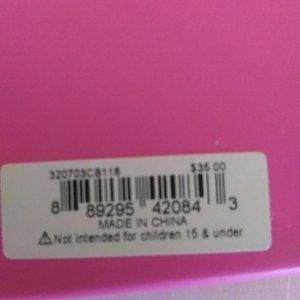 320703CB116 $35.00
8 89295 42084 3
MADE IN CHINA
⚠Not intended for children 15 & under